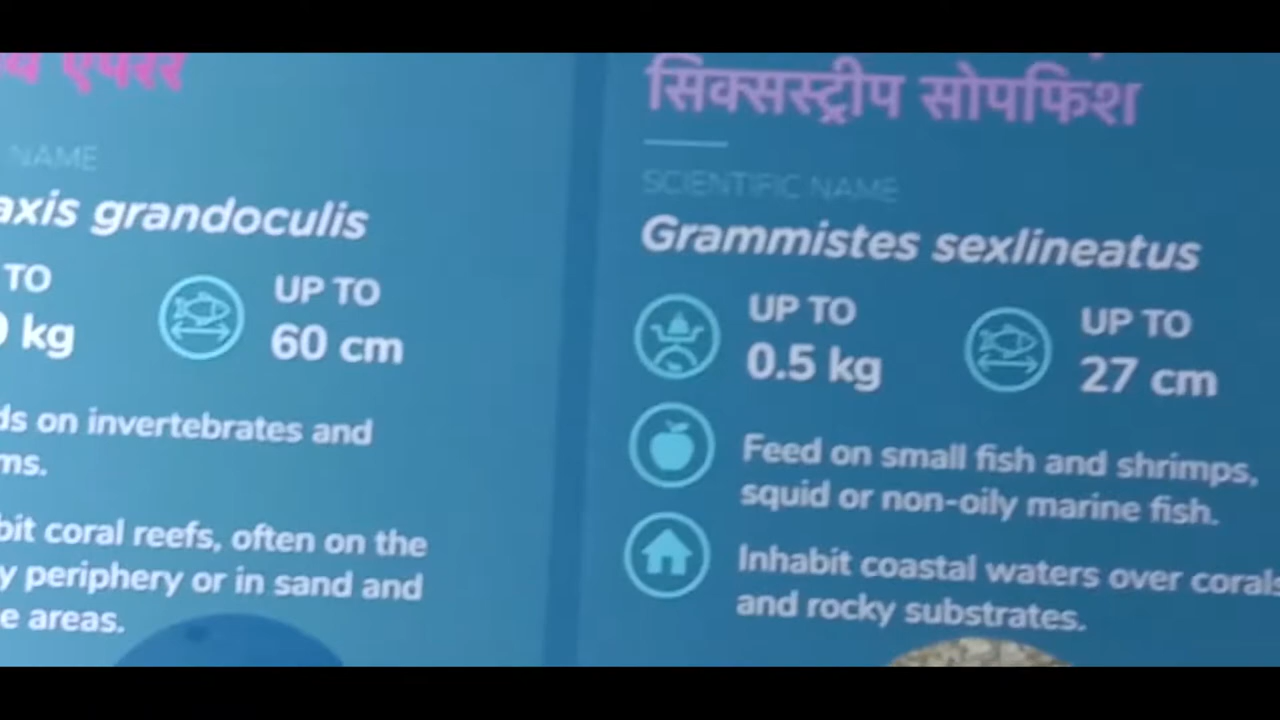 एम्परर
NAME
axis grandoculis
TO
kg
UP TO
60 cm
ds on invertebrates and
ms.
bit coral reefs, often on the
y periphery or in sand and
e areas.
सिक्सस्ट्रीप सोपफिश
SCIENTIFIC NAME
Grammistes sexlineatus
UP TO
0.5 kg
UP TO
27 cm
Feed on small fish and shrimps,
squid or non-oily marine fish.
Inhabit coastal waters over corals
and rocky substrates.